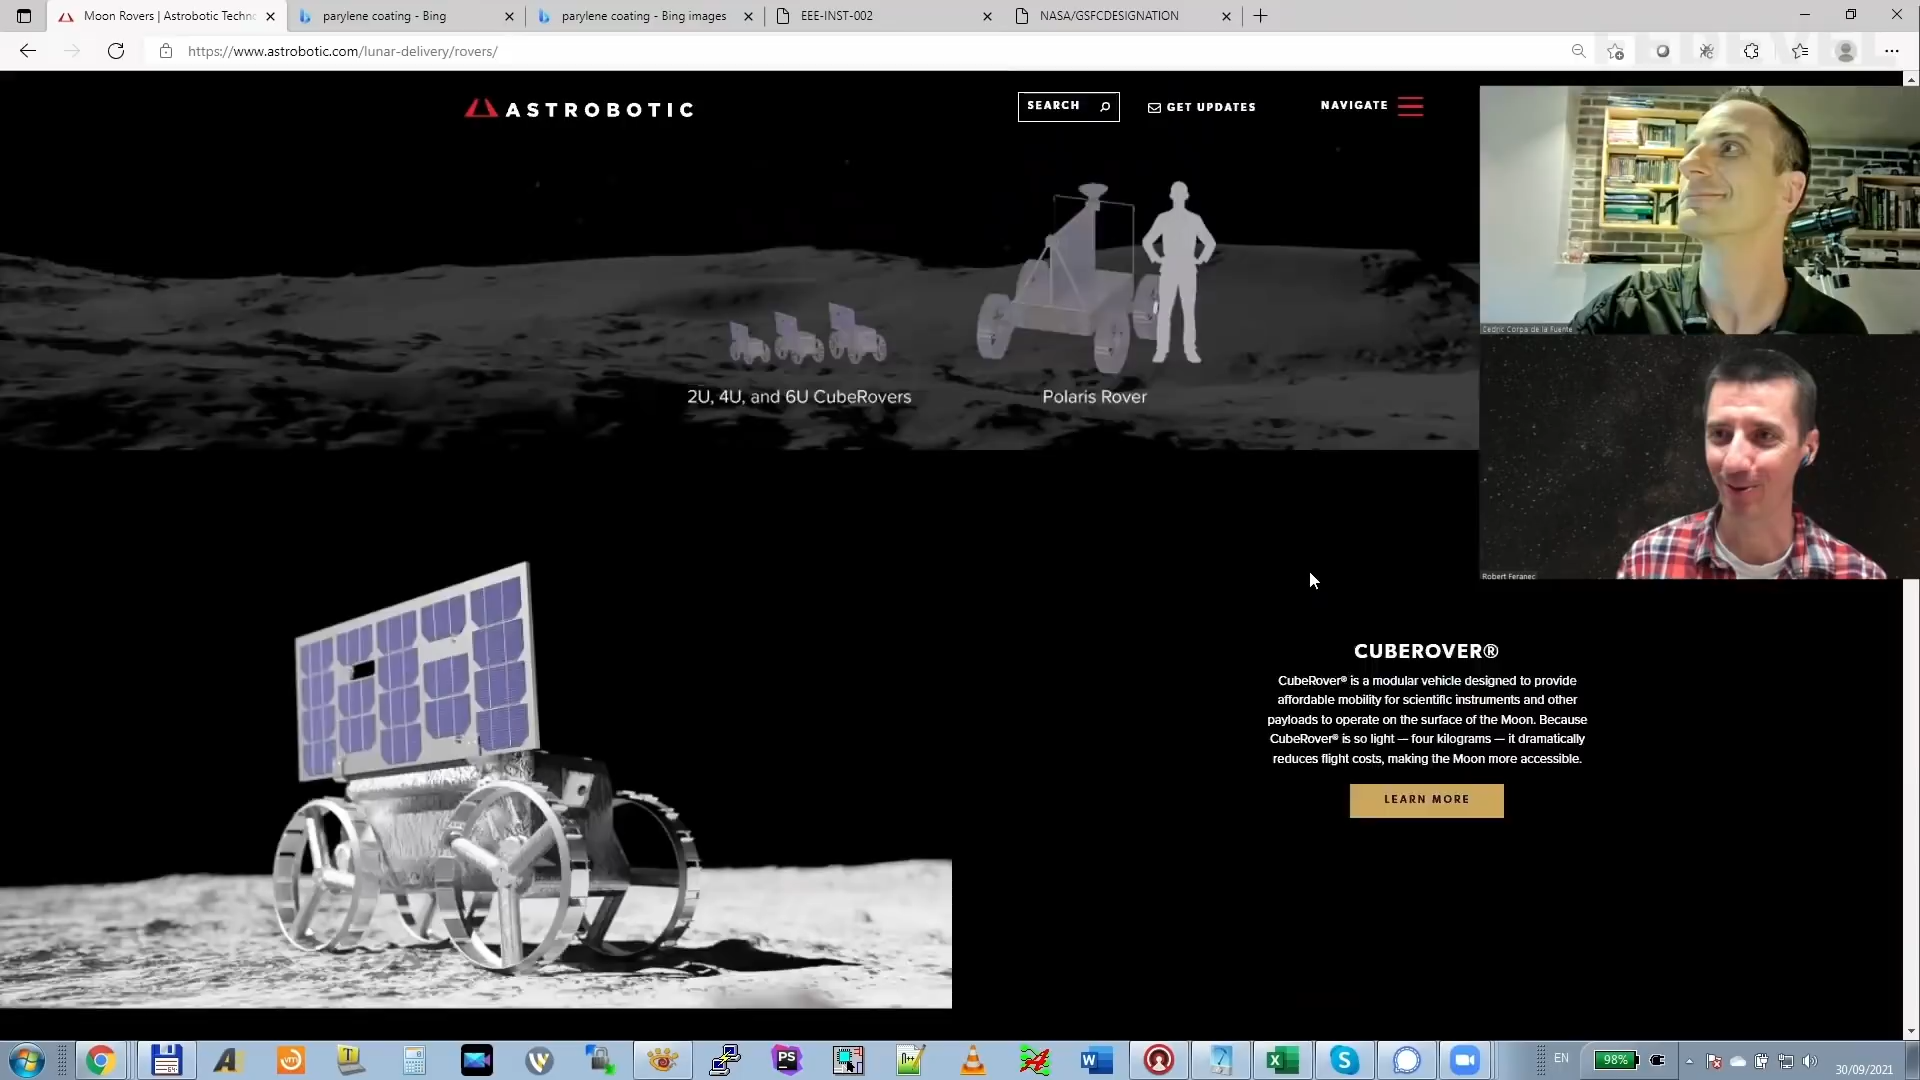 Moon Rovers | Astrobotic Techno
parylene coating - Bing
parylene coating - Bing images
EEE-INST-002
NASA/GSFCDESIGNATION
https://www.astrobotic.com/lunar-delivery/rovers/
ASTROBOTIC
SEARCH
GET UPDATES
NAVIGATE
Cedric Corpa de la Fuente
2U, 4U, and 6U CubeRovers
Polaris Rover
Robert Feranec
CUBEROVER®
CubeRover® is a modular vehicle designed to provide
affordable mobility for scientific instruments and other
payloads to operate on the surface of the Moon. Because
CubeRover® is so light — four kilograms — it dramatically
reduces flight costs, making the Moon more accessible.
LEARN MORE
EN
98%
30/09/2021